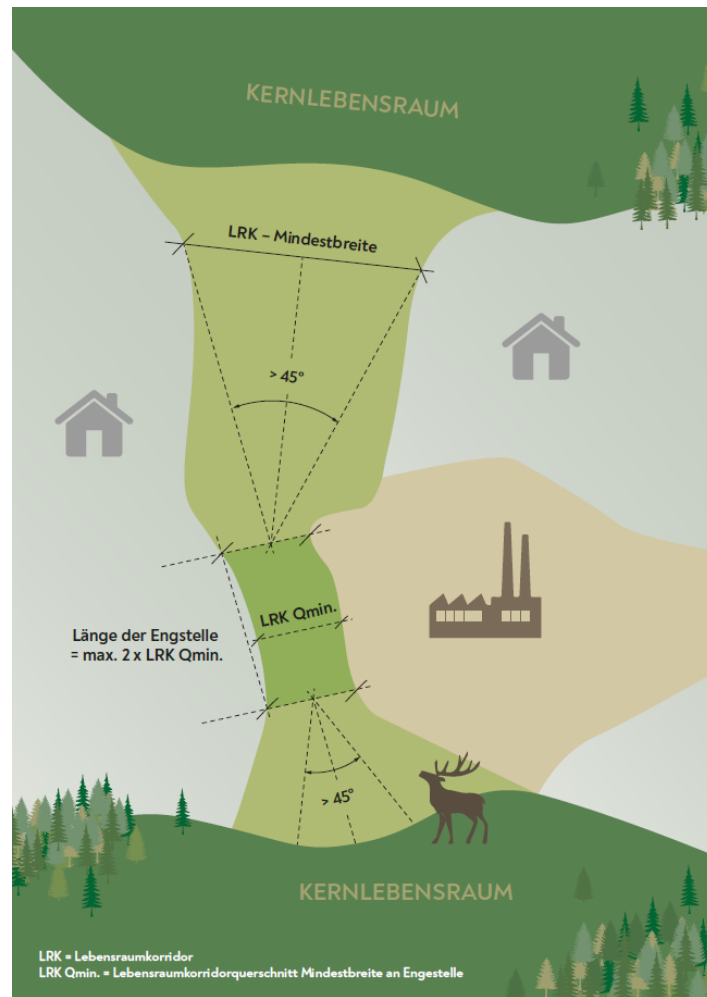 KERNLEBENSRAUM
LRK – Mindestbreite
> 45°
LRK Qmin.
Länge der Engstelle
= max. 2 x LRK Qmin.
> 45°
KERNLEBENSRAUM
LRK = Lebensraumkorridor
LRK Qmin. = Lebensraumkorridorquerschnitt Mindestbreite an Engestelle